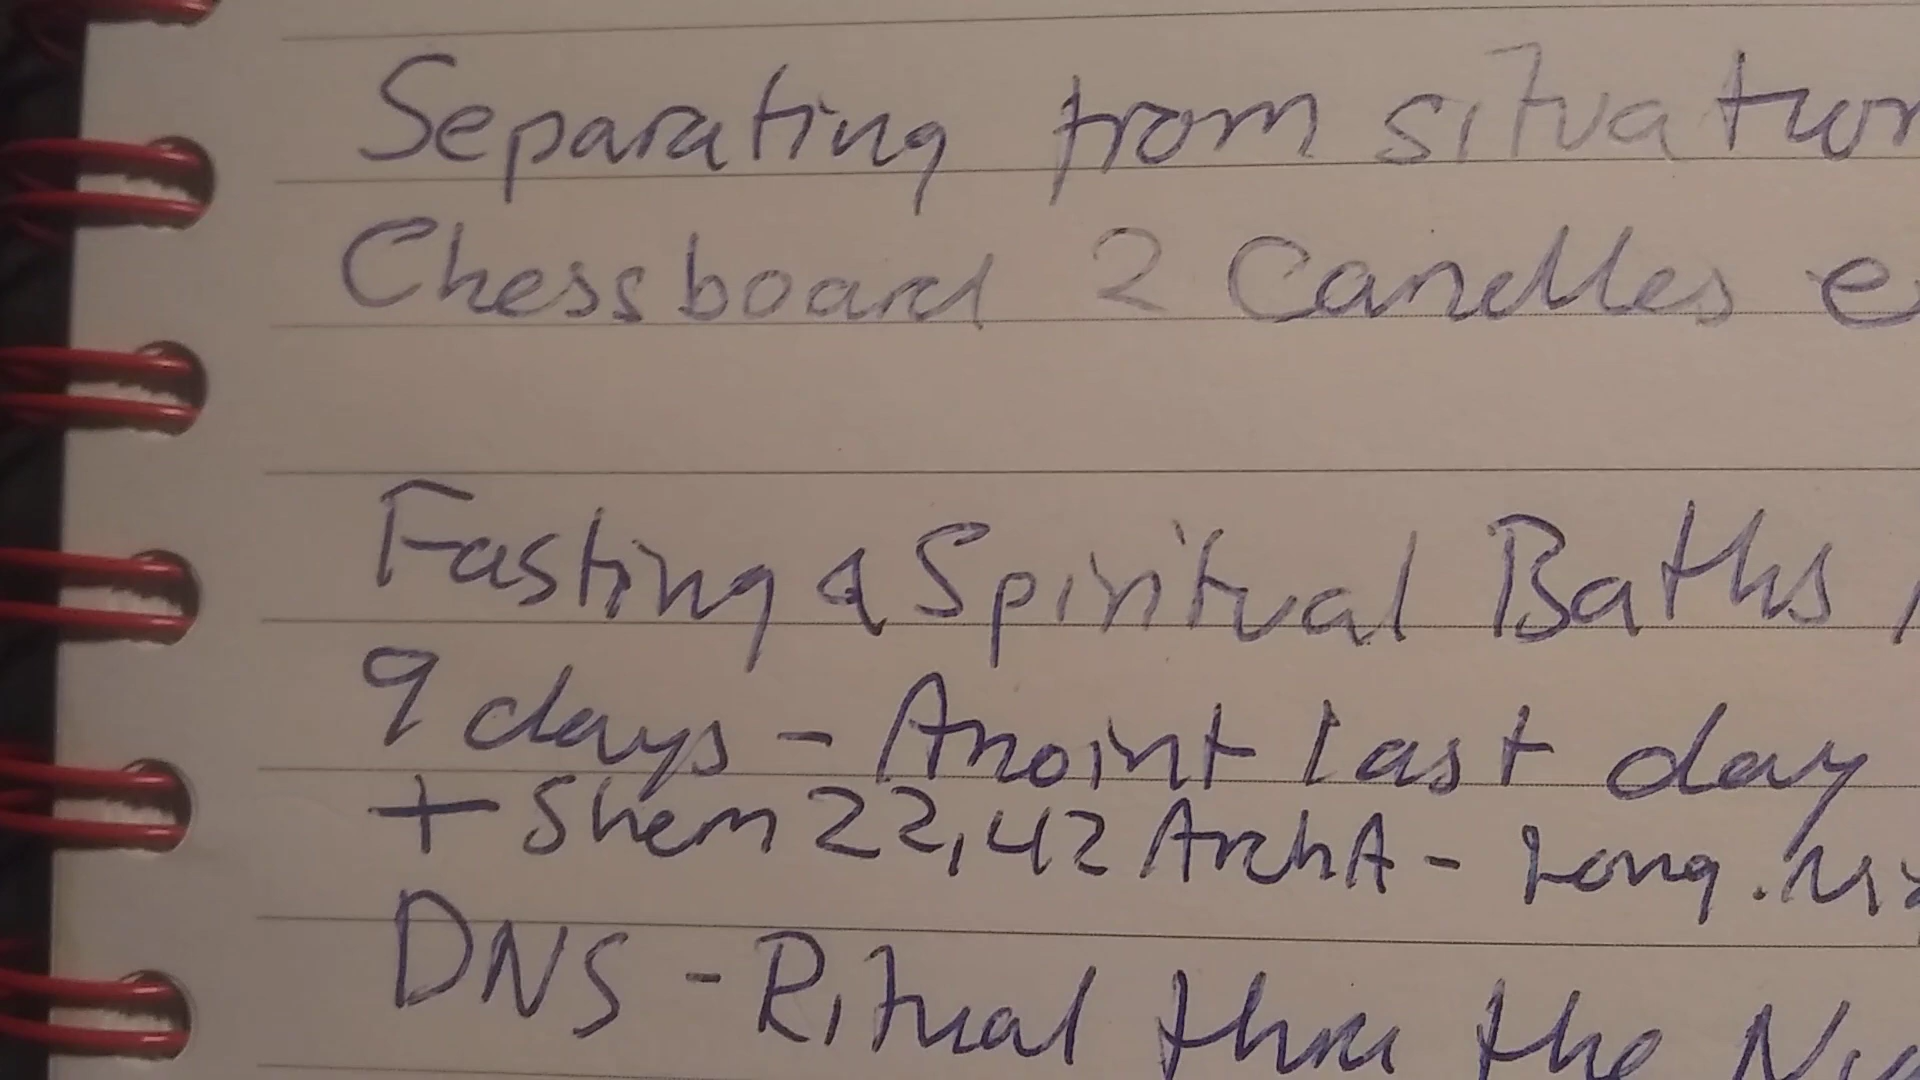 Separating from situation
Chessboard 2 Candles
Fasting & Spiritual Baths
9 days - Anoint last day
+ Shem 22,42 ArchA - Long.
DNS - Ritual thru the